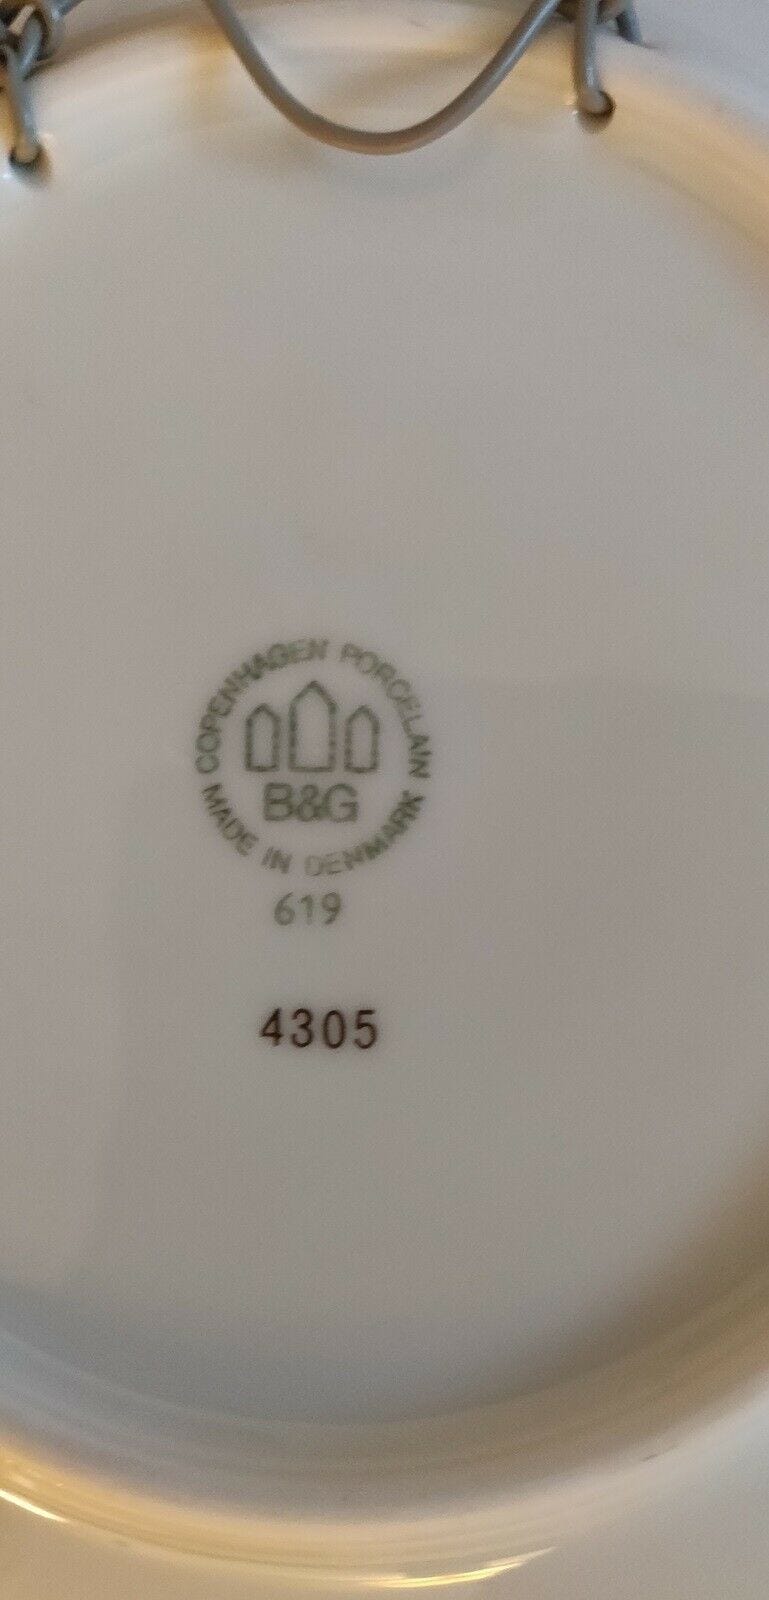 COPENHAGEN PORCELAIN
B&G
MADE IN DENMARK
619
4305